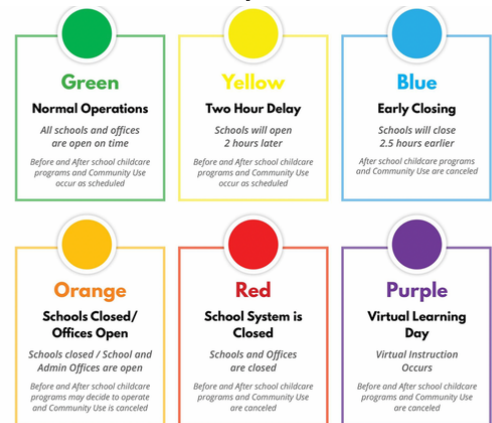 Green
Normal Operations
All schools and offices
are open on time
Before and After school childcare
programs and Community Use
occur as scheduled
Yellow
Two Hour Delay
Schools will open
2 hours later
Before and After school childcare
programs and Community Use
occur as scheduled
Blue
Early Closing
Schools will close
2.5 hours earlier
After school childcare programs
and Community Use are canceled
Orange
Schools Closed/
Offices Open
Schools closed / School and
Admin Offices are open
Before and After school childcare
programs may decide to operate
and Community Use is canceled
Red
School System is
Closed
Schools and Offices
are closed
Before and After school childcare
programs and Community Use
are canceled
Purple
Virtual Learning
Day
Virtual Instruction
Occurs
Before and After school childcare
programs and Community Use
are canceled